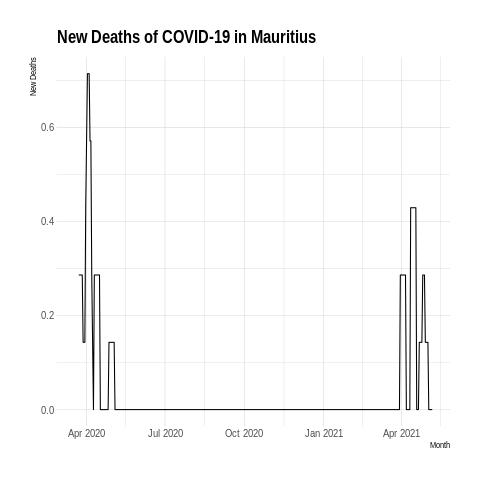 New Deaths of COVID-19 in Mauritius
New Deaths
0.6
0.4
0.2
0.0
Apr 2020 Jul 2020 Oct 2020 Jan 2021 Apr 2021
Month